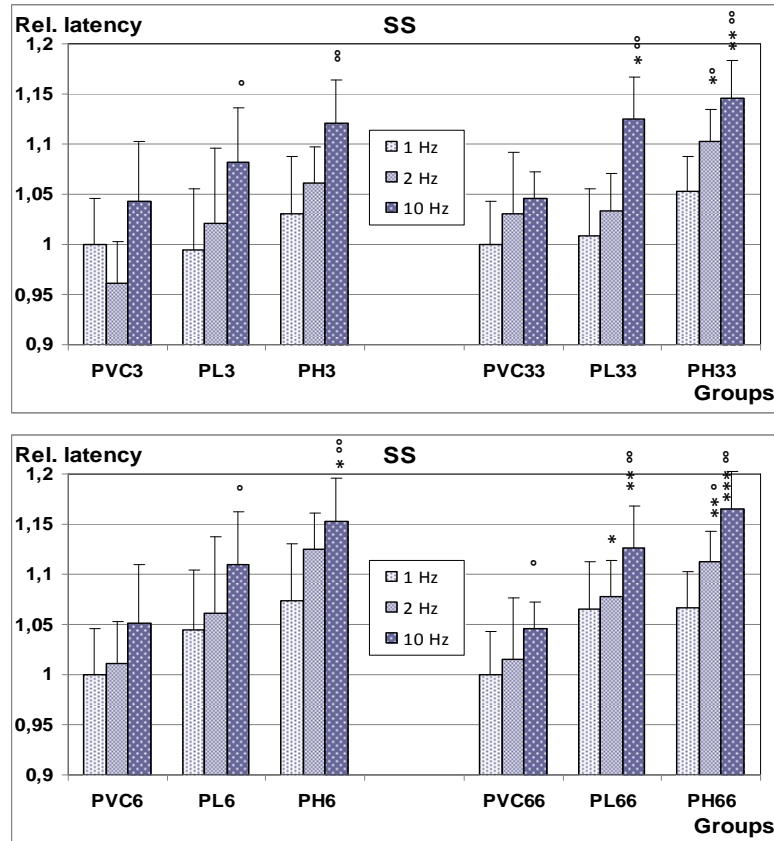 Rel. latency SS
°° **
°° *
° *
°°
°
1,2
1,15
1,1
1,05
1
0,95
0,9
1 Hz
2 Hz
10 Hz
PVC3 PL3 PH3 PVC33 PL33 PH33
Groups
Rel. latency SS
°° ***
°° **
°° *
° **
*
°
°
1,2
1,15
1,1
1,05
1
0,95
0,9
1 Hz
2 Hz
10 Hz
PVC6 PL6 PH6 PVC66 PL66 PH66
Groups